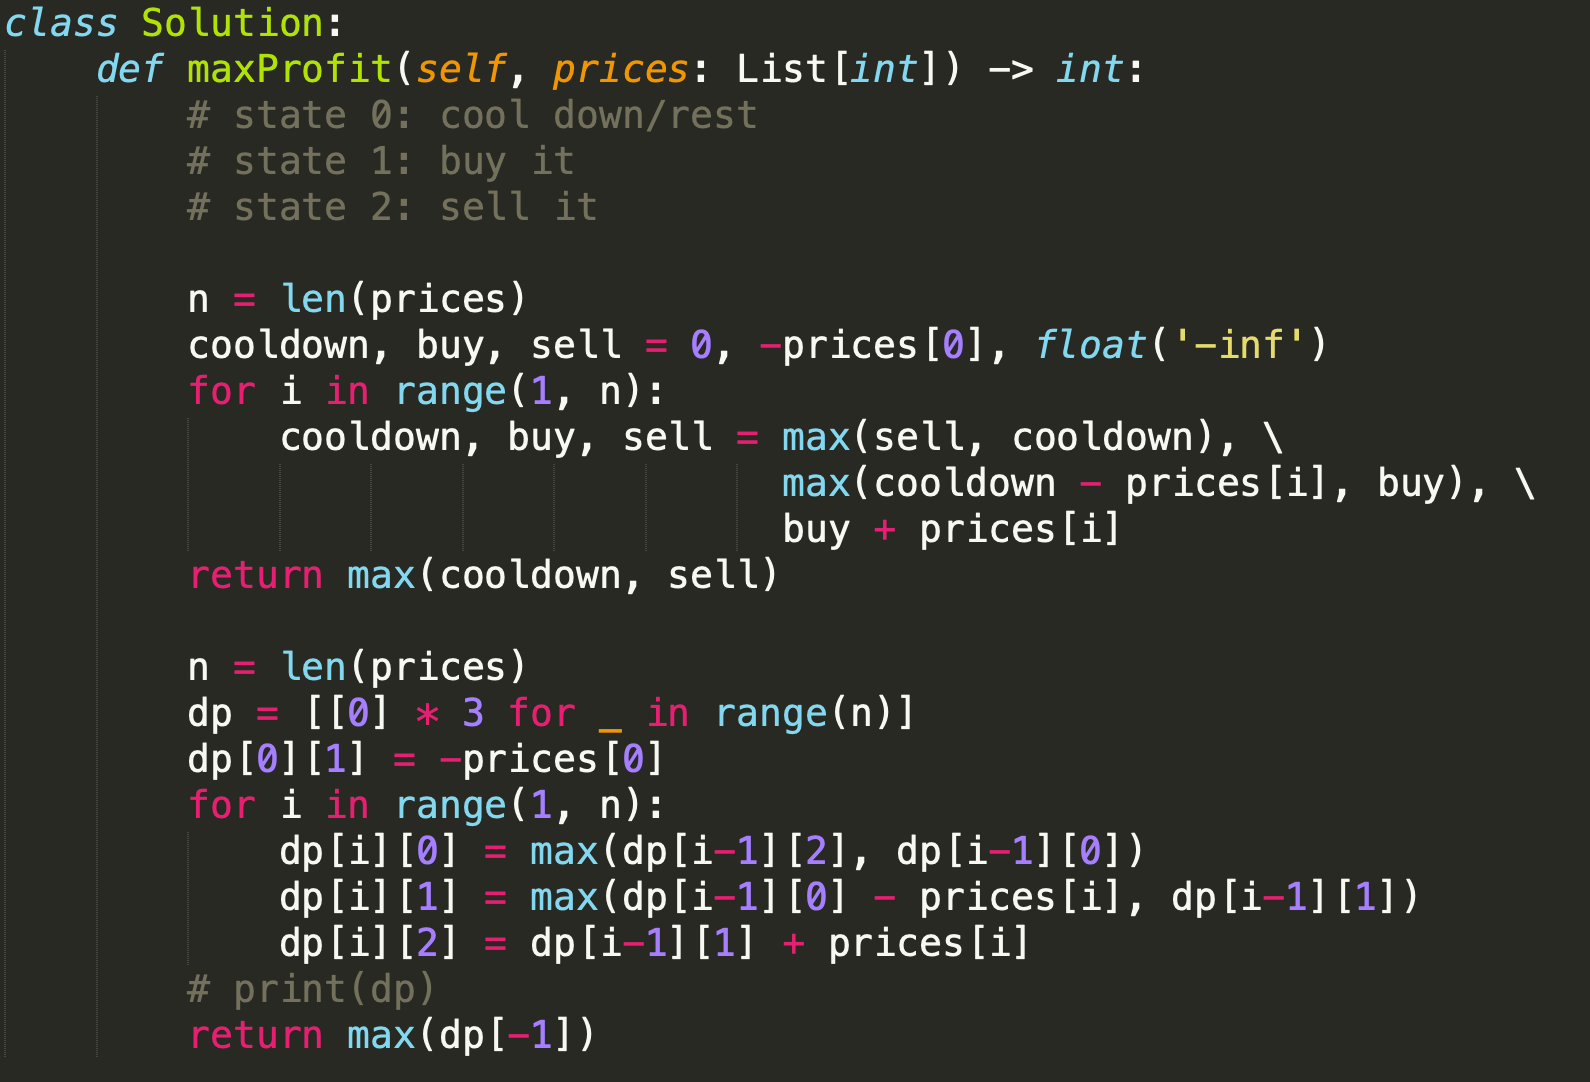 class Solution:
    def maxProfit(self, prices: List[int]) -> int:
        # state 0: cool down/rest
        # state 1: buy it
        # state 2: sell it

        n = len(prices)
        cooldown, buy, sell = 0, -prices[0], float('-inf')
        for i in range(1, n):
            cooldown, buy, sell = max(sell, cooldown), \
                                  max(cooldown - prices[i], buy), \
                                  buy + prices[i]
        return max(cooldown, sell)

        n = len(prices)
        dp = [[0] * 3 for _ in range(n)]
        dp[0][1] = -prices[0]
        for i in range(1, n):
            dp[i][0] = max(dp[i-1][2], dp[i-1][0])
            dp[i][1] = max(dp[i-1][0] - prices[i], dp[i-1][1])
            dp[i][2] = dp[i-1][1] + prices[i]
        # print(dp)
        return max(dp[-1])